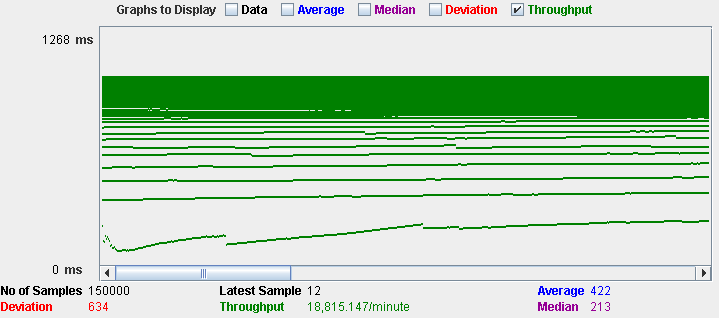 Graphs to Display Data Average Median Deviation Throughput
1268 ms
0 ms
No of Samples 150000 Latest Sample 12 Average 422
Deviation 634 Throughput 18,815.147/minute Median 213